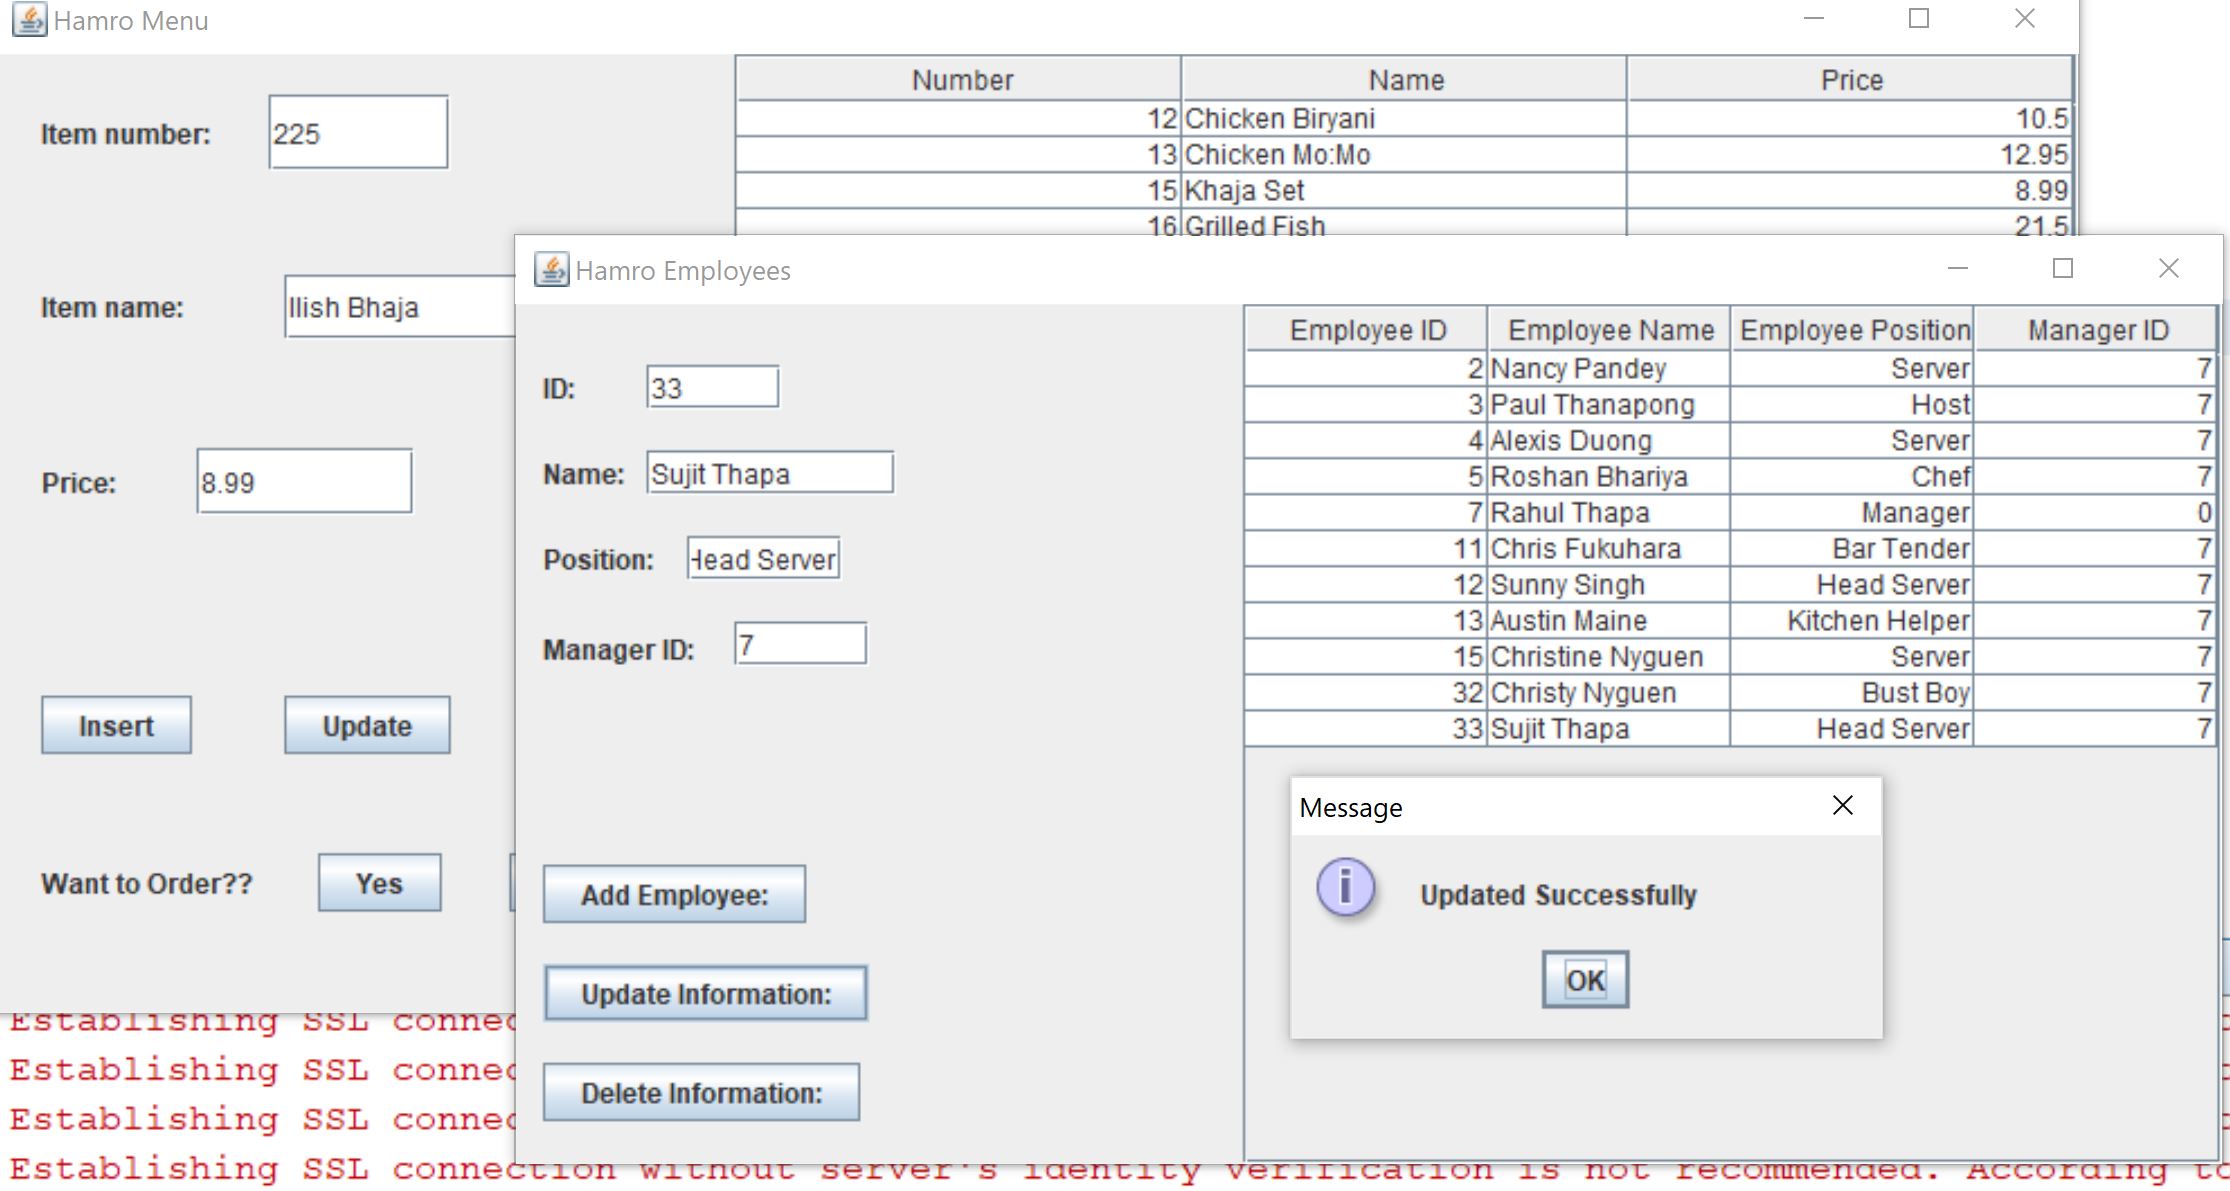 Hamro Menu
Item number: 225
Item name: Ilish Bhaja
Price: 8.99
Insert Update
Want to Order?? Yes
Number Name Price
12 Chicken Biryani 10.5
13 Chicken Mo:Mo 12.95
15 Khaja Set 8.99
16 Grilled Fish 21.5
Hamro Employees
ID: 33
Name: Sujit Thapa
Position: Head Server
Manager ID: 7
Add Employee:
Update Information:
Delete Information:
Employee ID Employee Name Employee Position Manager ID
2 Nancy Pandey Server 7
3 Paul Thanapong Host 7
4 Alexis Duong Server 7
5 Roshan Bhariya Chef 7
7 Rahul Thapa Manager 0
11 Chris Fukuhara Bar Tender 7
12 Sunny Singh Head Server 7
13 Austin Maine Kitchen Helper 7
15 Christine Nyguen Server 7
32 Christy Nyguen Bust Boy 7
33 Sujit Thapa Head Server 7
Message
Updated Successfully
OK
Establishing SSL connec
Establishing SSL connec
Establishing SSL connec
Establishing SSL connection without server's identity verification is not recommended. According to